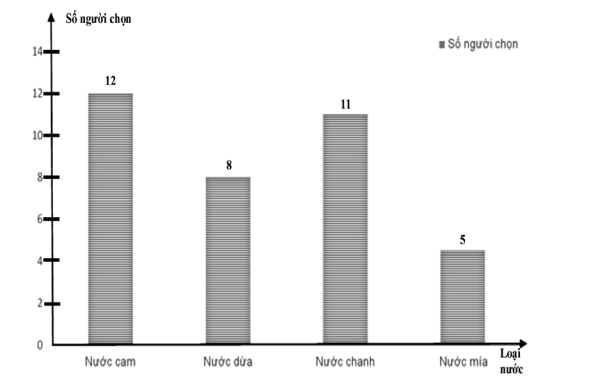 Số người chọn
Số người chọn
14
12
10
8
6
4
2
0
12
8
11
5
Nước cam
Nước dừa
Nước chanh
Nước mía
Loại
nước